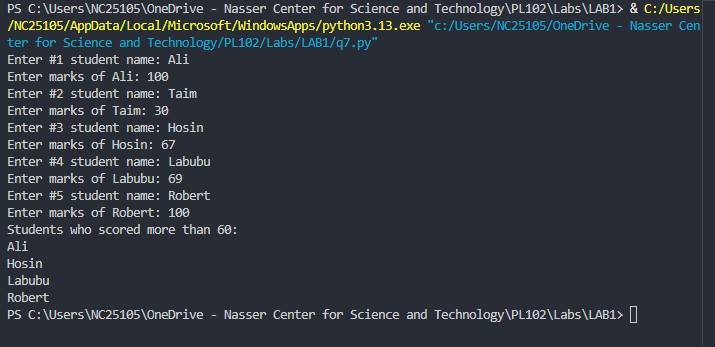 PS C:\Users\NC25105\OneDrive - Nasser Center for Science and Technology\PL102\Labs\LAB1> & C:/Users
/NC25105/AppData/Local/Microsoft/WindowsApps/python3.13.exe "c:/Users/NC25105/OneDrive - Nasser Cen
ter for Science and Technology/PL102/Labs/LAB1/q7.py"
Enter #1 student name: Ali
Enter marks of Ali: 100
Enter #2 student name: Taim
Enter marks of Taim: 30
Enter #3 student name: Hosin
Enter marks of Hosin: 67
Enter #4 student name: Labubu
Enter marks of Labubu: 69
Enter #5 student name: Robert
Enter marks of Robert: 100
Students who scored more than 60:
Ali
Hosin
Labubu
Robert
PS C:\Users\NC25105\OneDrive - Nasser Center for Science and Technology\PL102\Labs\LAB1>